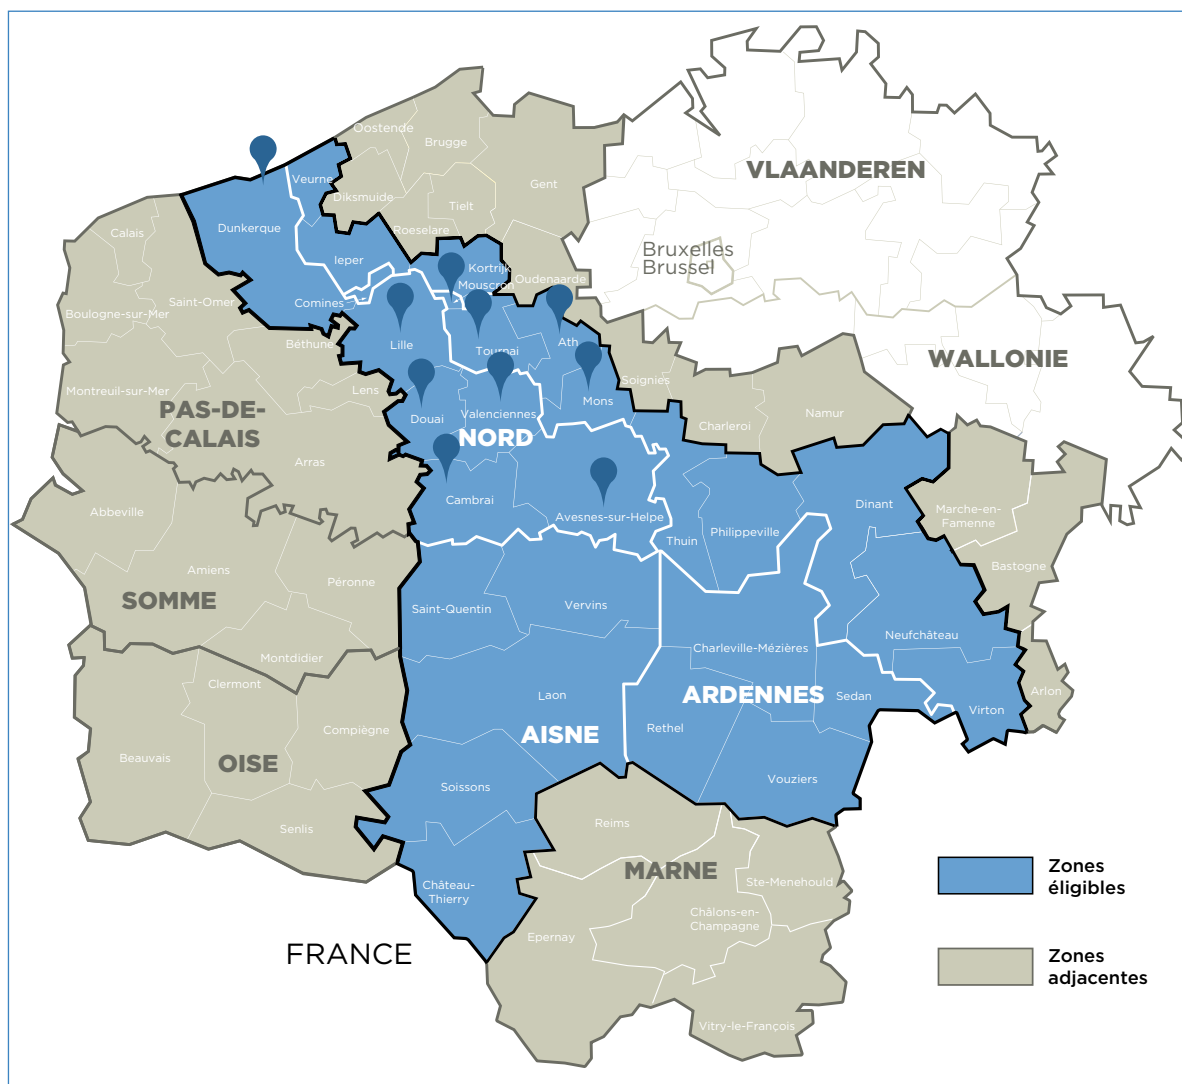 Oostende
Brugge
VLAANDEREN
Veurne
Diksmuide
Gent
Tielt
Dunkerque
Calais
Roeselare
Ieper
Kortrijk
Bruxelles
Brussel
Mouscron
Oudenaarde
Saint-Omer
Comines
Boulogne-sur-Mer
Béthune
Lille
Tournai
Ath
WALLONIE
Soignies
Montreuil-sur-Mer
Lens
Mons
PAS-DE-
CALAIS
Douai
Valenciennes
Charleroi
Namur
NORD
Arras
Cambrai
Dinant
Abbeville
Avesnes-sur-Helpe
Marche-en-
Famenne
Thuin
Philippeville
Bastogne
Amiens
Péronne
SOMME
Saint-Quentin
Vervins
Neufchâteau
Montdidier
Charleville-Mézières
Clermont
Laon
ARDENNES
Sedan
Arlon
Virton
Compiègne
AISNE
Rethel
Beauvais
OISE
Soissons
Vouziers
Senlis
Reims
MARNE
Château-
Thierry
Ste-Menehould
Zones
éligibles
Châlons-en-
Champagne
Epernay
FRANCE
Zones
adjacentes
Vitry-le-François